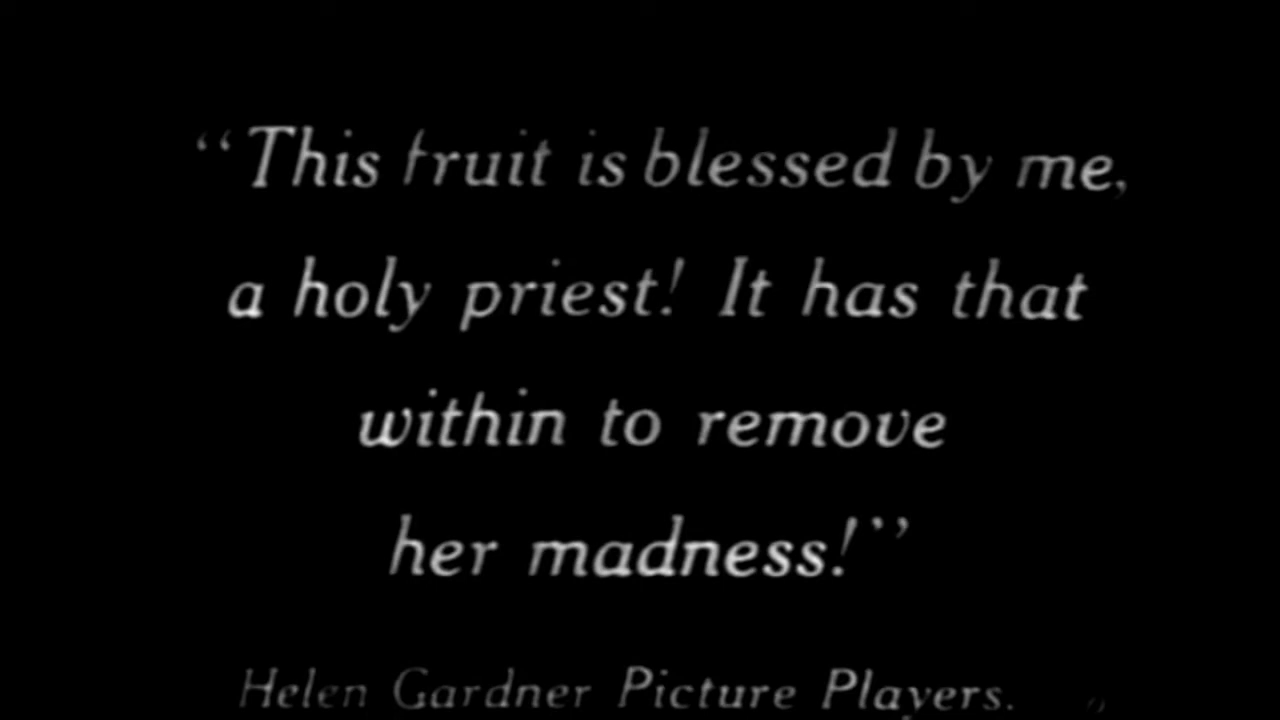 “This fruit is blessed by me,
a holy priest! It has that
within to remove
her madness!”
Helen Gardner Picture Players.